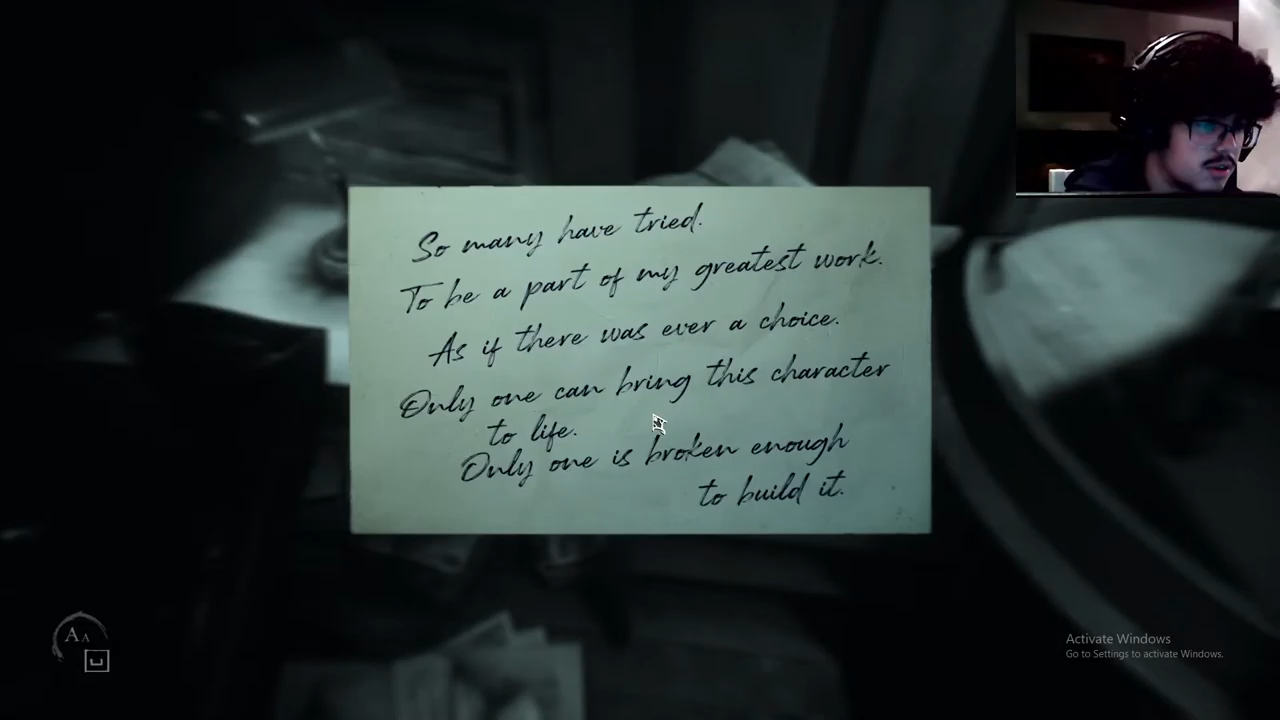 So many have tried.
To be a part of my greatest work.
As if there was ever a choice.
Only one can bring this character
to life.
Only one is broken enough
to build it.
A A
Activate Windows
Go to Settings to activate Windows.